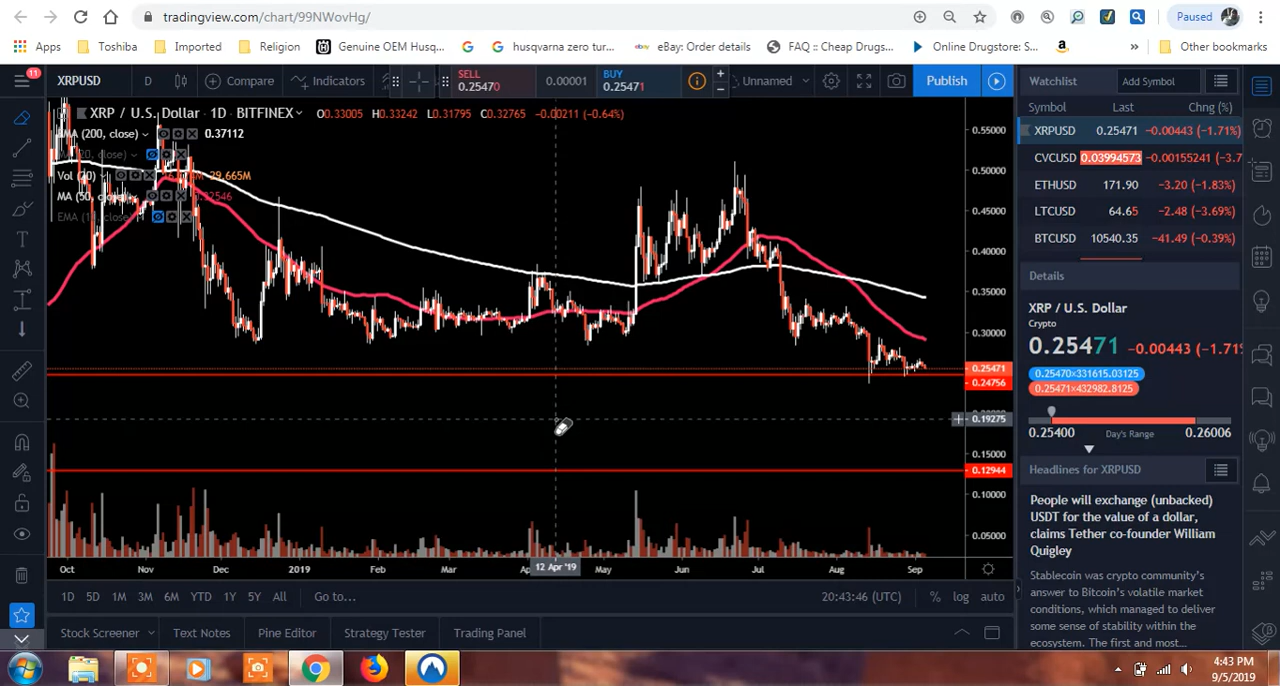 tradingview.com/chart/99NWovHg/
Paused
Apps Toshiba Imported Religion Genuine OEM Husq... husqvarna zero tur... eBay: Order details FAQ :: Cheap Drugs... Online Drugstore: S... » Other bookmarks
11
XRPUSD D Compare Indicators SELL 0.25470 0.00001 BUY 0.25471 Unnamed Publish
XRP / U.S. Dollar · 1D · BITFINEX O0.33005 H0.33242 L0.31795 C0.32765 -0.00211 (-0.64%)
EMA (200, close) 0.37112
Vol (20) 29.665M
MA (50, close)
0.55000
0.50000
0.45000
0.40000
0.35000
0.30000
0.25471
0.24756
0.19275
0.15000
0.12944
0.10000
0.05000
Oct Nov Dec 2019 Feb Mar 12 Apr '19 May Jun Jul Aug Sep
1D 5D 1M 3M 6M YTD 1Y 5Y All Go to... 20:43:46 (UTC) % log auto
Stock Screener Text Notes Pine Editor Strategy Tester Trading Panel
Watchlist Add Symbol
Symbol Last Chng (%)
XRPUSD 0.25471 -0.00443 (-1.71%)
CVCUSD 0.03994573 -0.00155241 (-3.7
ETHUSD 171.90 -3.20 (-1.83%)
LTCUSD 64.65 -2.48 (-3.69%)
BTCUSD 10540.35 -41.49 (-0.39%)
Details
XRP / U.S. Dollar
Crypto
0.25471 -0.00443 (-1.71%
0.25470×331615.03125
0.25471×432982.8125
0.25400 Day's Range 0.26006
Headlines for XRPUSD
People will exchange (unbacked)
USDT for the value of a dollar,
claims Tether co-founder William
Quigley
Stablecoin was crypto community's
answer to Bitcoin's volatile market
conditions, which managed to deliver
some sense of stability within the
ecosystem. The first and most...
4:43 PM
9/5/2019